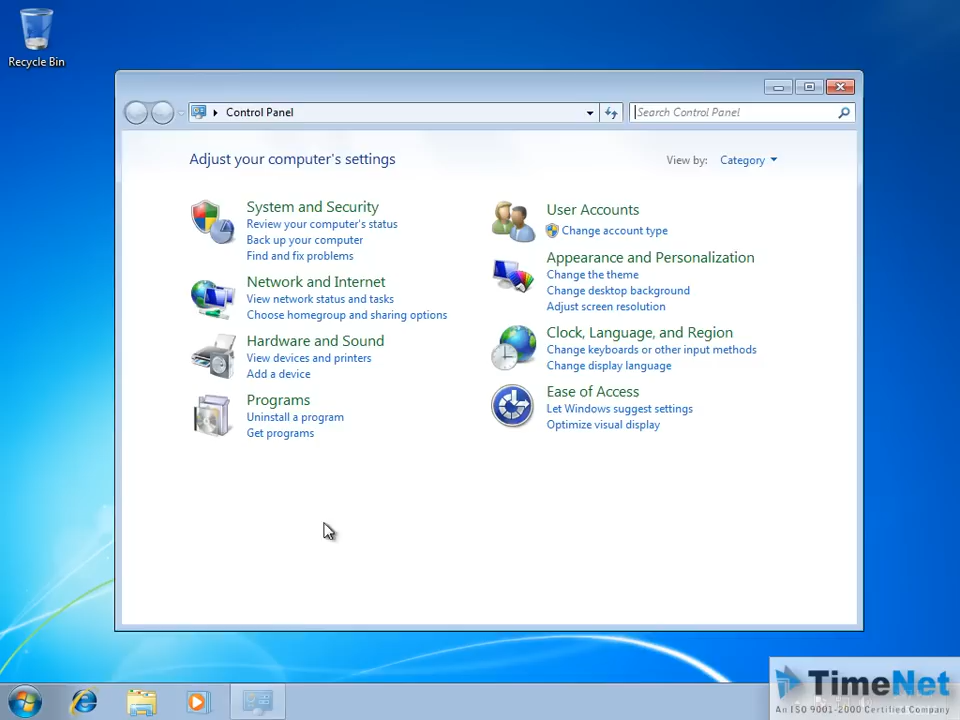 Recycle Bin
Control Panel
Search Control Panel
Adjust your computer's settings
View by: Category
System and Security
Review your computer's status
Back up your computer
Find and fix problems
Network and Internet
View network status and tasks
Choose homegroup and sharing options
Hardware and Sound
View devices and printers
Add a device
Programs
Uninstall a program
Get programs
User Accounts
Change account type
Appearance and Personalization
Change the theme
Change desktop background
Adjust screen resolution
Clock, Language, and Region
Change keyboards or other input methods
Change display language
Ease of Access
Let Windows suggest settings
Optimize visual display
TimeNet
An ISO 9001-2000 Certified Company